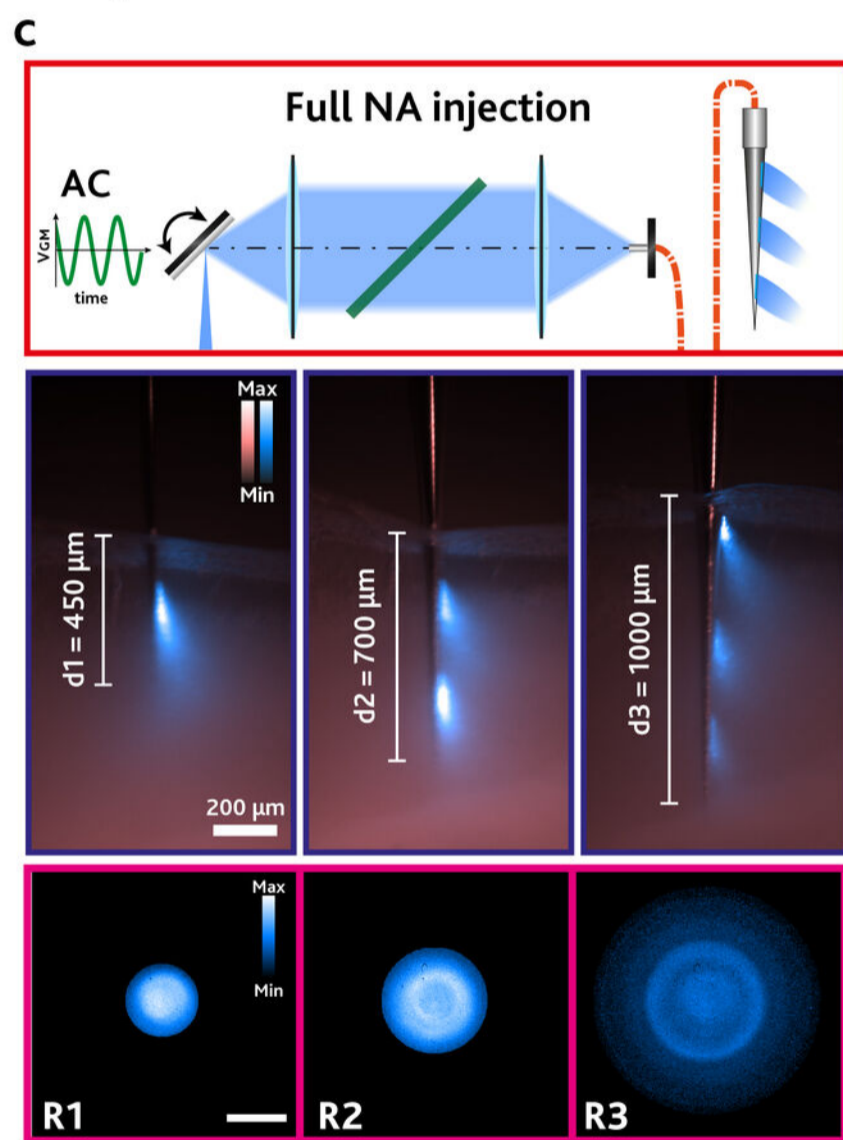 C
Full NA injection
AC
VGM
time
Max
Min
d1 = 450 µm
200 µm
d2 = 700 µm
d3 = 1000 µm
Max
Min
R1
R2
R3